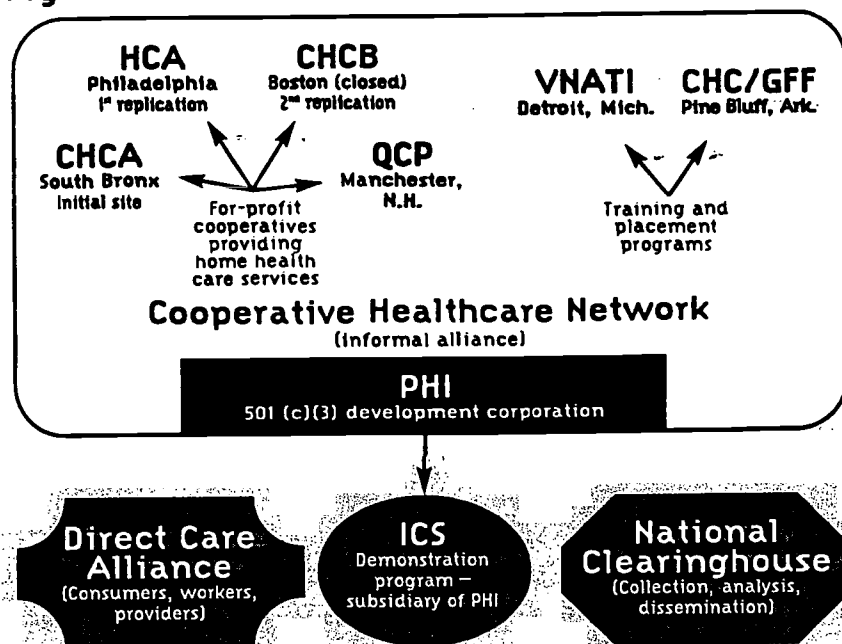 HCA
Philadelphia
1st replication
CHCB
Boston (closed)
2nd replication
VNATI
Detroit, Mich.
CHC/GFF
Pine Bluff, Ark.
CHCA
South Bronx
Initial site
QCP
Manchester,
N.H.
For-profit
cooperatives
providing
home health
care services
Training and
placement
programs
Cooperative Healthcare Network
(informal alliance)
PHI
501 (c)(3) development corporation
Direct Care
Alliance
(Consumers, workers,
providers)
ICS
Demonstration
program —
subsidiary of PHI
National
Clearinghouse
(Collection, analysis,
dissemination)